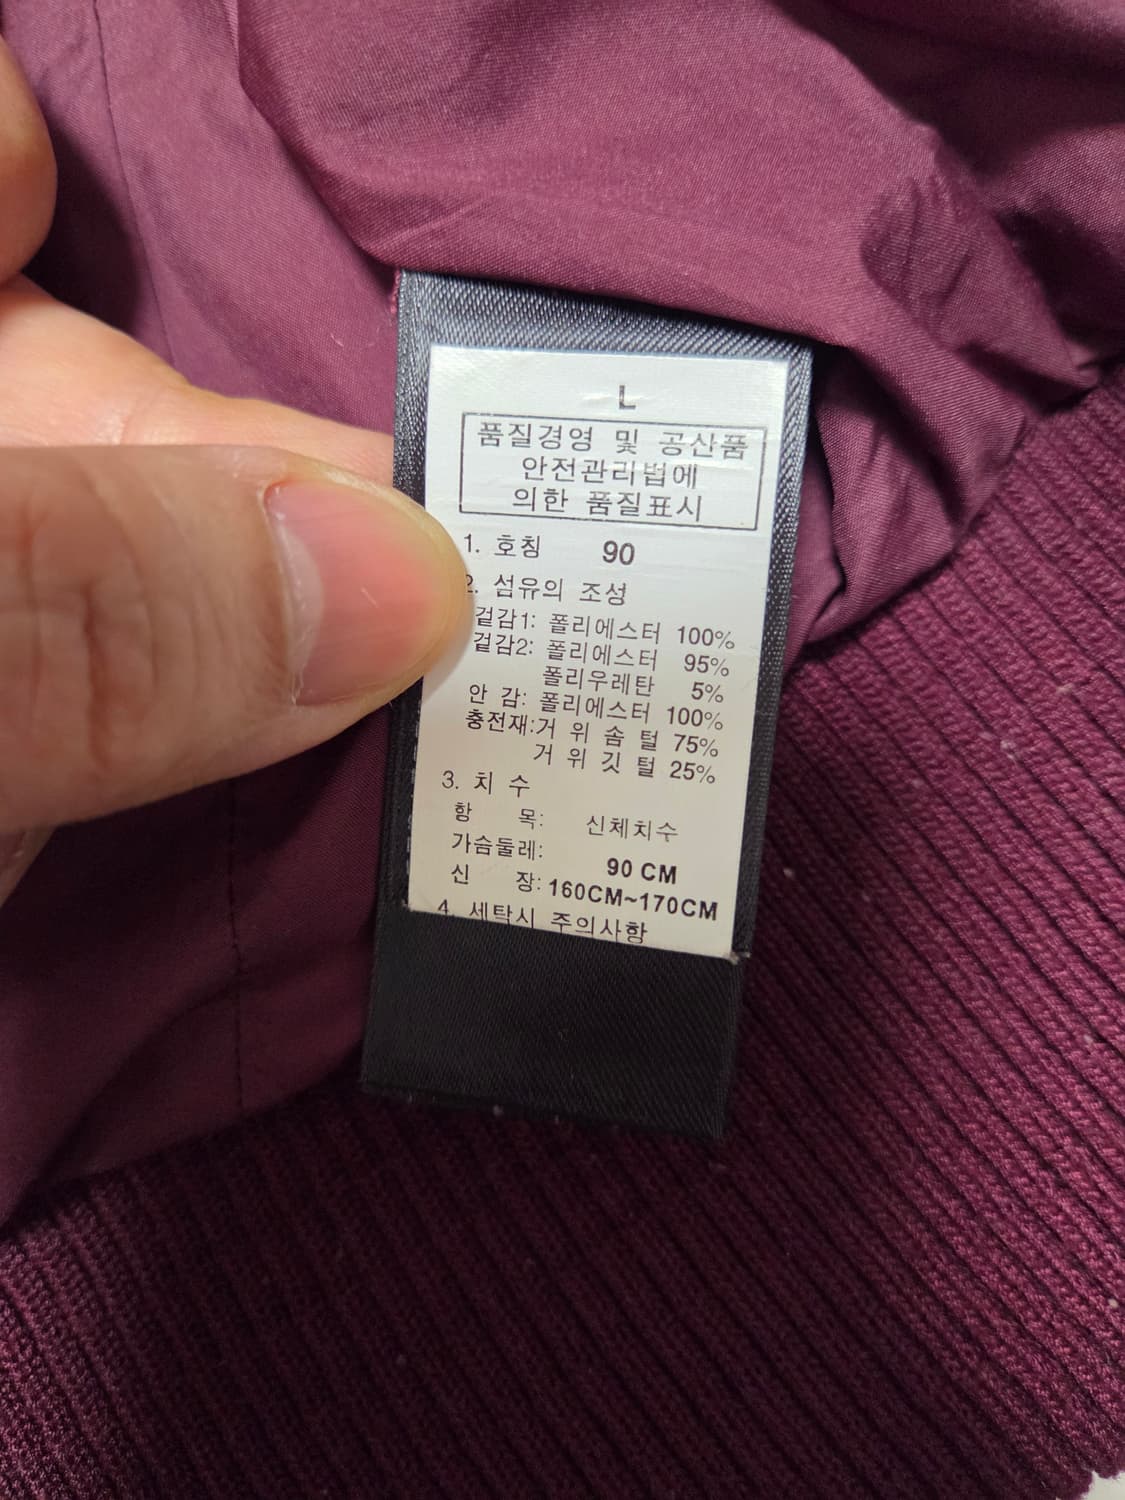 L
품질경영 및 공산품
안전관리법에
의한 품질표시
1. 호칭 90
2. 섬유의 조성
겉감1: 폴리에스터 100%
겉감2: 폴리에스터 95%
폴리우레탄 5%
안 감: 폴리에스터 100%
충전재:거 위 솜 털 75%
거 위 깃 털 25%
3. 치 수
항 목: 신체치수
가슴둘레: 90 CM
신 장: 160CM~170CM
4. 세탁시 주의사항